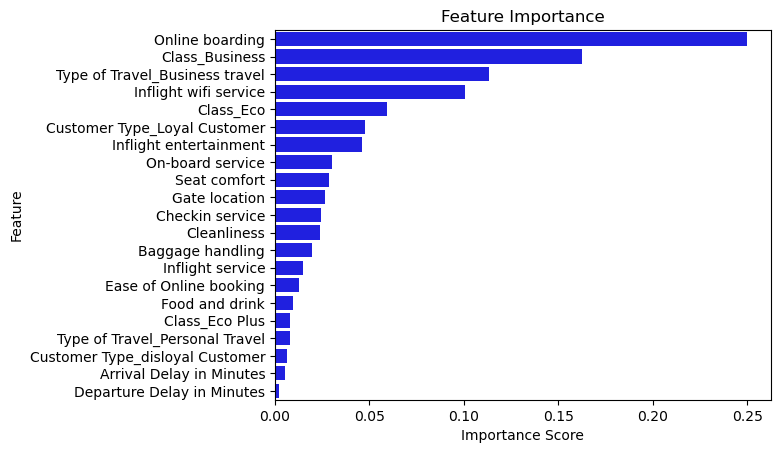 Feature Importance
Online boarding
Class_Business
Type of Travel_Business travel
Inflight wifi service
Class_Eco
Customer Type_Loyal Customer
Inflight entertainment
On-board service
Seat comfort
Gate location
Checkin service
Cleanliness
Baggage handling
Inflight service
Ease of Online booking
Food and drink
Class_Eco Plus
Type of Travel_Personal Travel
Customer Type_disloyal Customer
Arrival Delay in Minutes
Departure Delay in Minutes
Feature
0.00 0.05 0.10 0.15 0.20 0.25
Importance Score